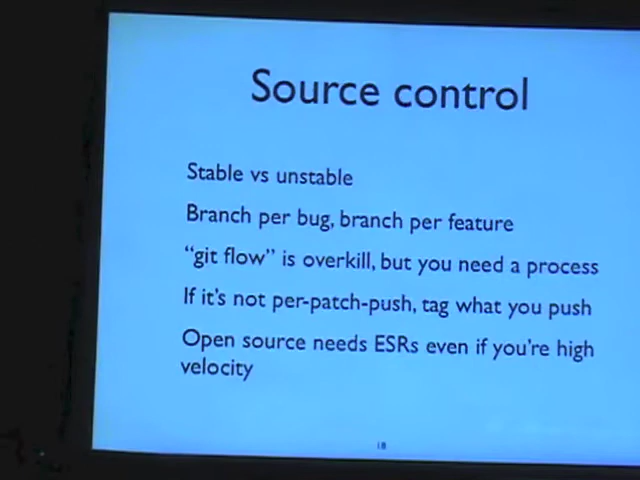 Source control
Stable vs unstable
Branch per bug, branch per feature
“git flow” is overkill, but you need a process
If it's not per-patch-push, tag what you push
Open source needs ESRs even if you're high
velocity
18